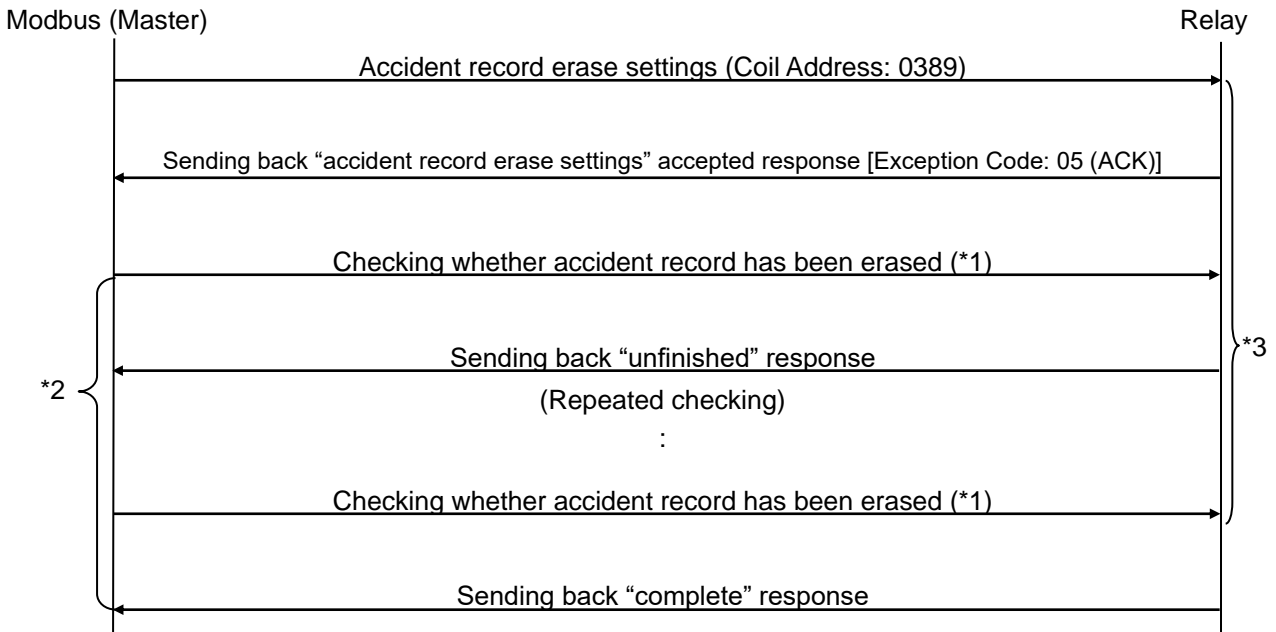 Modbus (Master)
Relay
Accident record erase settings (Coil Address: 0389)
Sending back “accident record erase settings” accepted response [Exception Code: 05 (ACK)]
Checking whether accident record has been erased (*1)
Sending back “unfinished” response
*3
*2
(Repeated checking)
:
Checking whether accident record has been erased (*1)
Sending back “complete” response